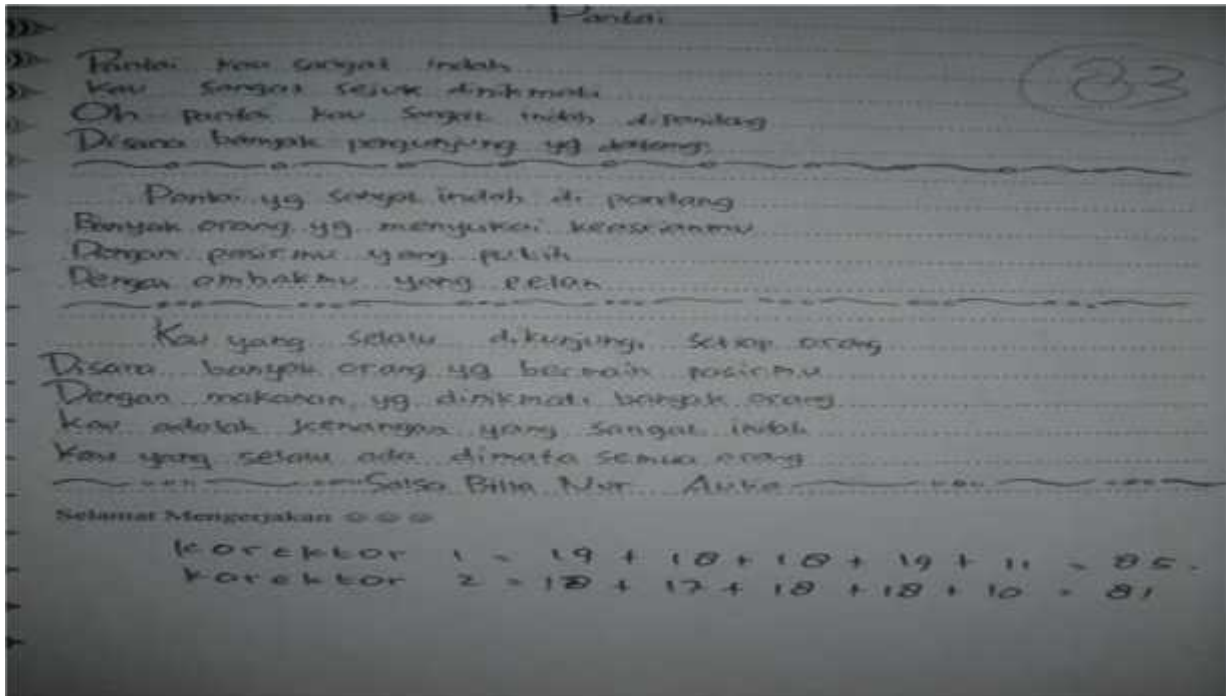 Pantai
Pantai kau sangat indah
Kau sangat sejuk dinikmati
Oh pantai kau sangat indah dipandang
Disana banyak pengunjung yg datang
Pantai yg sangat indah di pandang
Banyak orang yg menyukai keasrianmu
Dengan pasirmu yang putih
Dengan ombakmu yang pelan
Kau yang selalu dikunjungi setiap orang
Disana banyak orang yg bermain pasirmu
Dengan makanan yg dinikmati banyak orang
Kau adalah kenangan yang sangat indah
Kau yang selalu ada dimata semua orang
Salsa Billa Nur
Selamat Mengerjakan ☺☺☺
korektor 1 = 19 + 18 + 18 + 19 + 11 = 85.
korektor 2 = 18 + 17 + 18 + 18 + 10 = 81
83